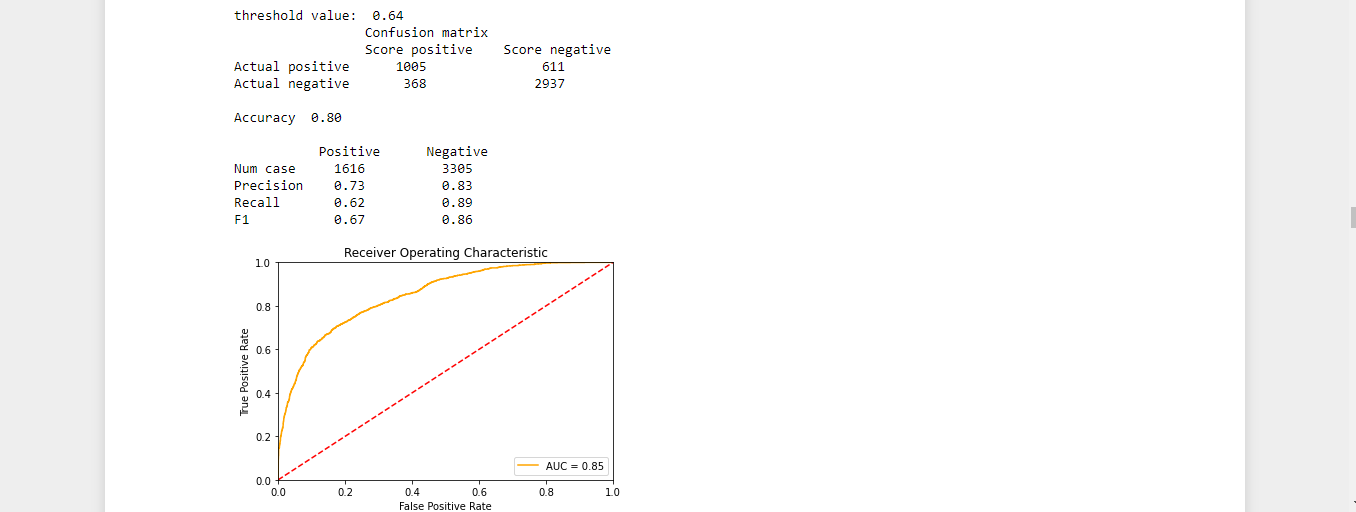 threshold value:  0.64
Confusion matrix
Score positive    Score negative
Actual positive    1005    611
Actual negative    368    2937
Accuracy  0.80
Positive    Negative
Num case    1616    3305
Precision    0.73    0.83
Recall    0.62    0.89
F1    0.67    0.86
Receiver Operating Characteristic
1.0
0.8
0.6
0.4
0.2
0.0
True Positive Rate
AUC = 0.85
0.0 0.2 0.4 0.6 0.8 1.0
False Positive Rate